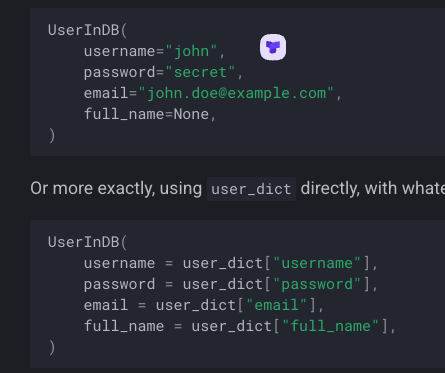 UserInDB(
    username="john",
    password="secret",
    email="john.doe@example.com",
    full_name=None,
)
Or more exactly, using user_dict directly, with
UserInDB(
    username = user_dict["username"],
    password = user_dict["password"],
    email = user_dict["email"],
    full_name = user_dict["full_name"],
)